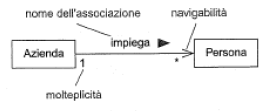 nome dell'associazione
navigabilità
impiega
Azienda
Persona
1
*
molteplicità